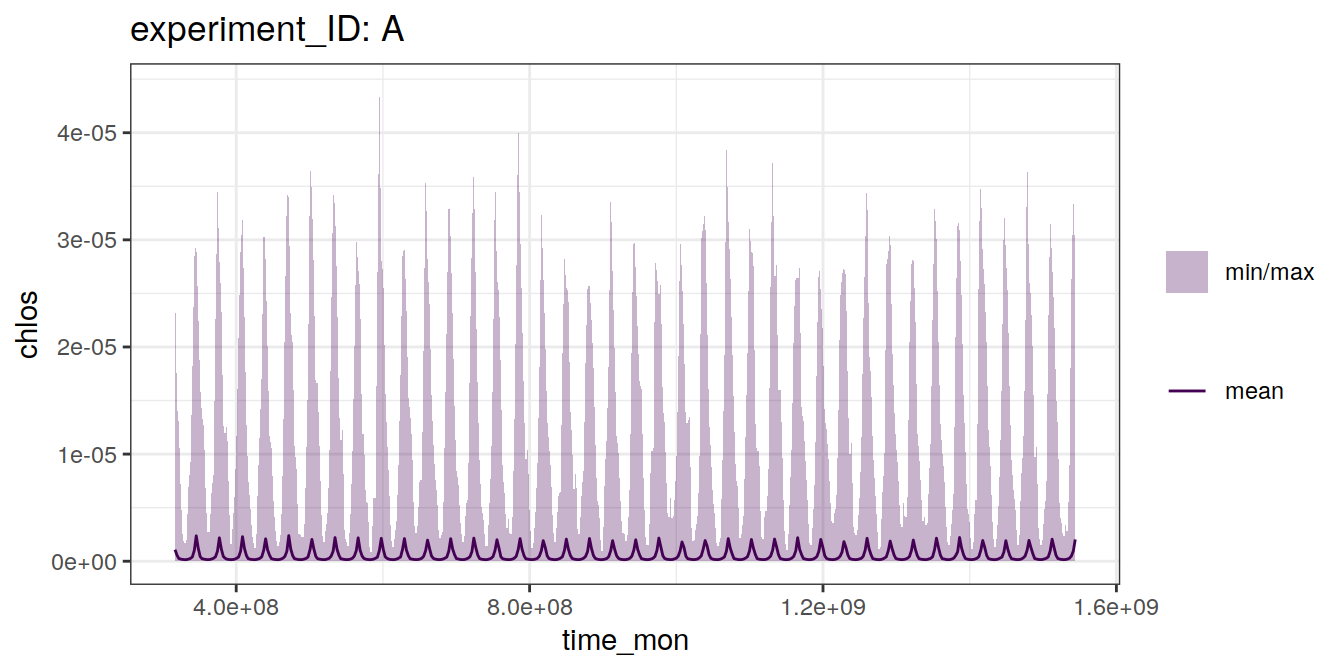 experiment_ID: A
chlos
4e-05
3e-05
2e-05
1e-05
0e+00
4.0e+08 8.0e+08 1.2e+09 1.6e+09
time_mon
min/max
mean